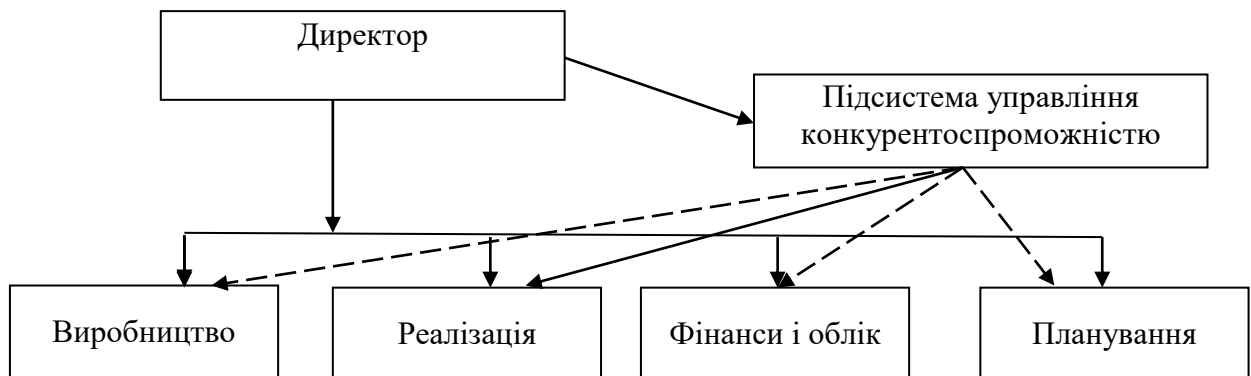 Директор
Підсистема управління
конкурентоспроможністю
Виробництво
Реалізація
Фінанси і облік
Планування